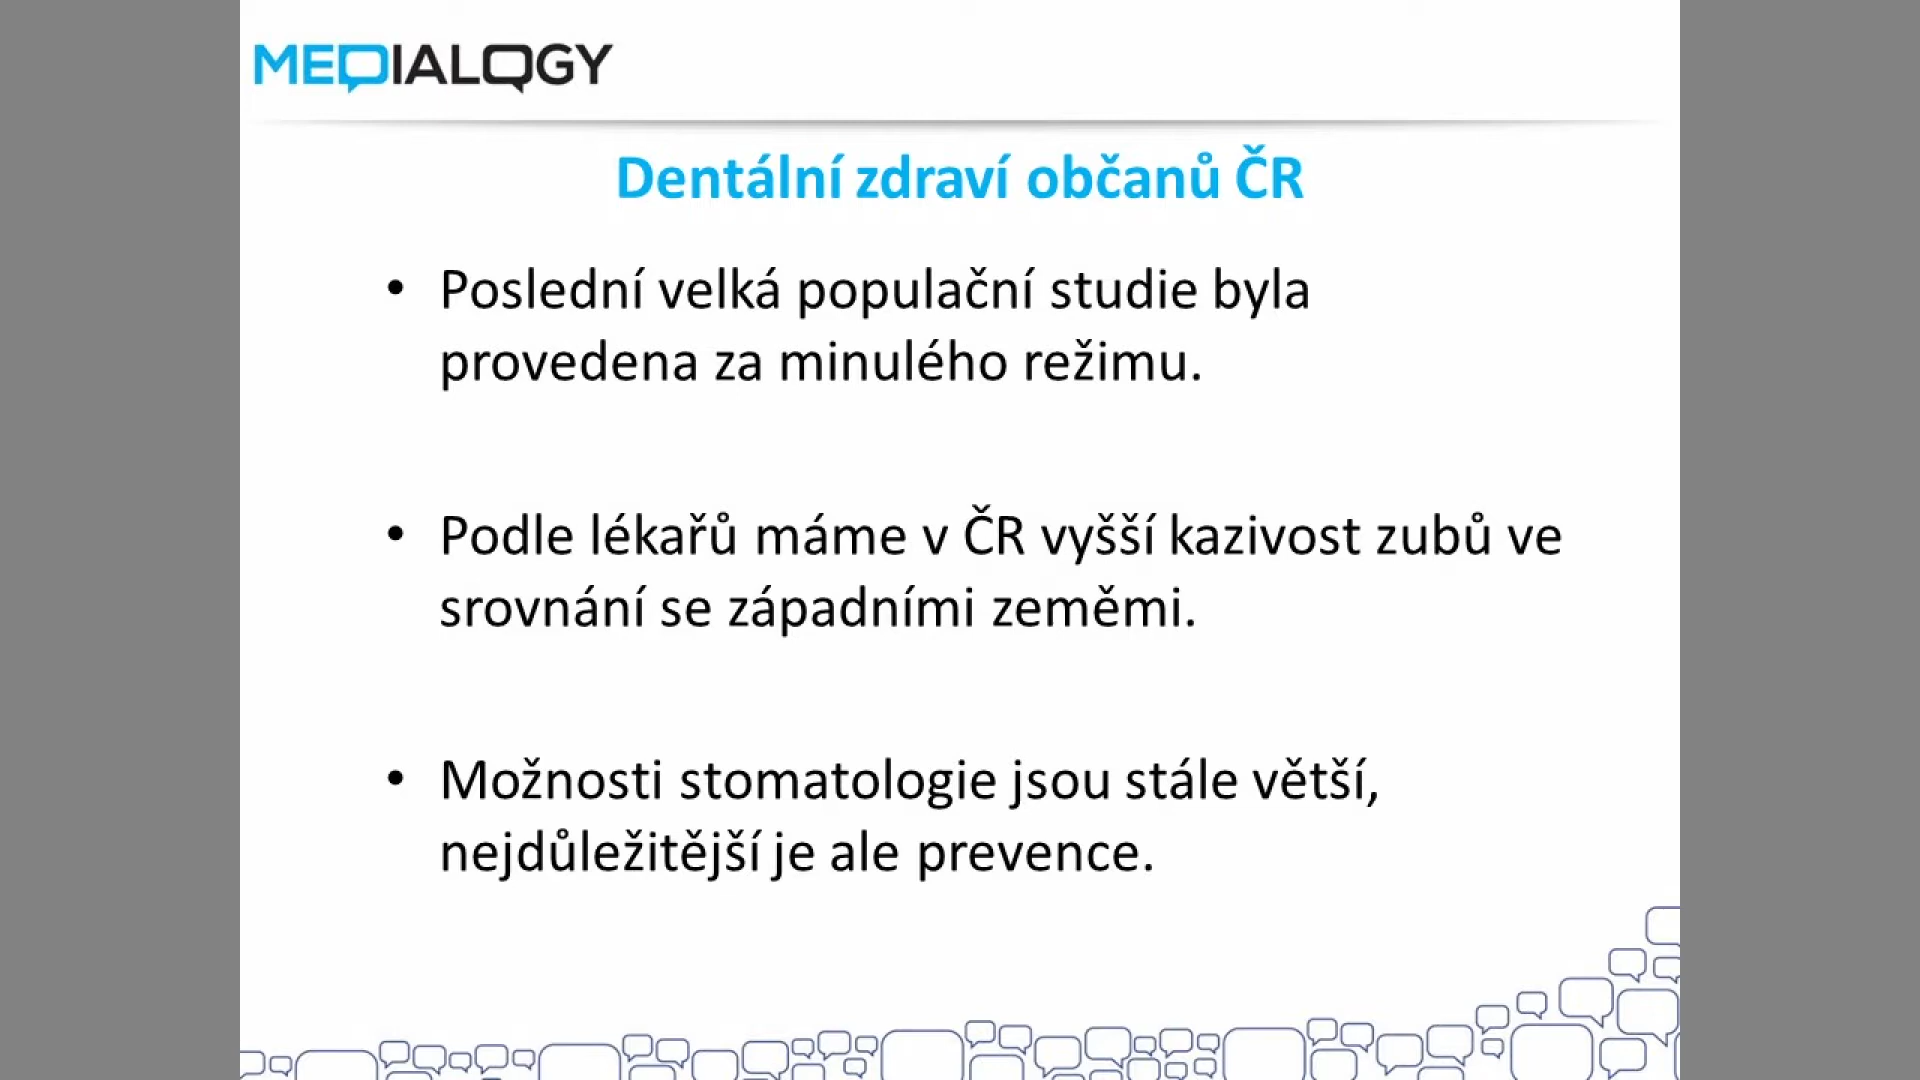 MEDIALOGY
Dentální zdraví občanů ČR
• Poslední velká populační studie byla
provedena za minulého režimu.
• Podle lékařů máme v ČR vyšší kazivost zubů ve
srovnání se západními zeměmi.
• Možnosti stomatologie jsou stále větší,
nejdůležitější je ale prevence.